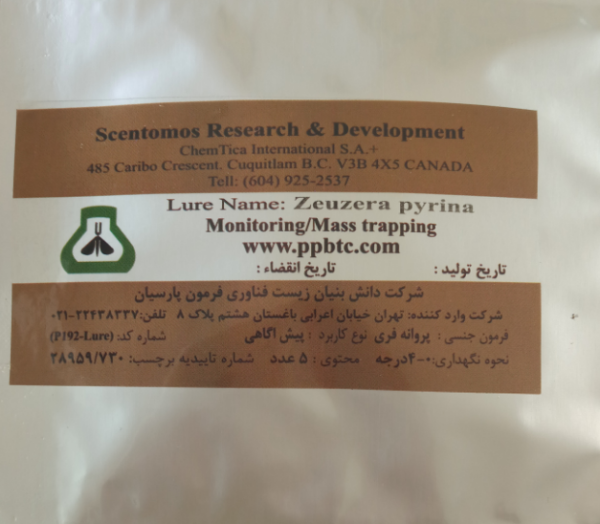 Scentomos Research & Development
ChemTica International S.A.+
485 Caribo Crescent. Cuquitlam B.C. V3B 4X5 CANADA
Tell: (604) 925-2537
Lure Name: Zeuzera pyrina
Monitoring/Mass trapping
www.ppbtc.com
تاریخ تولید : تاریخ انقضاء :
شرکت دانش بنیان زیست فناوری فرمون پارسیان
شرکت وارد کننده: تهران خیابان اعرابی باغستان هشتم پلاک ۸ تلفن:۲۲۴۳۸۳۳۷-۰۲۱
فرمون جنسی : پروانه فری نوع کاربرد : پیش آگاهی شماره کد: (P192-Lure)
نحوه نگهداری:۰-۴درجه محتوی : ۵ عدد شماره تاییدیه برچسب: ۲۸۹۵۹/۷۳۰